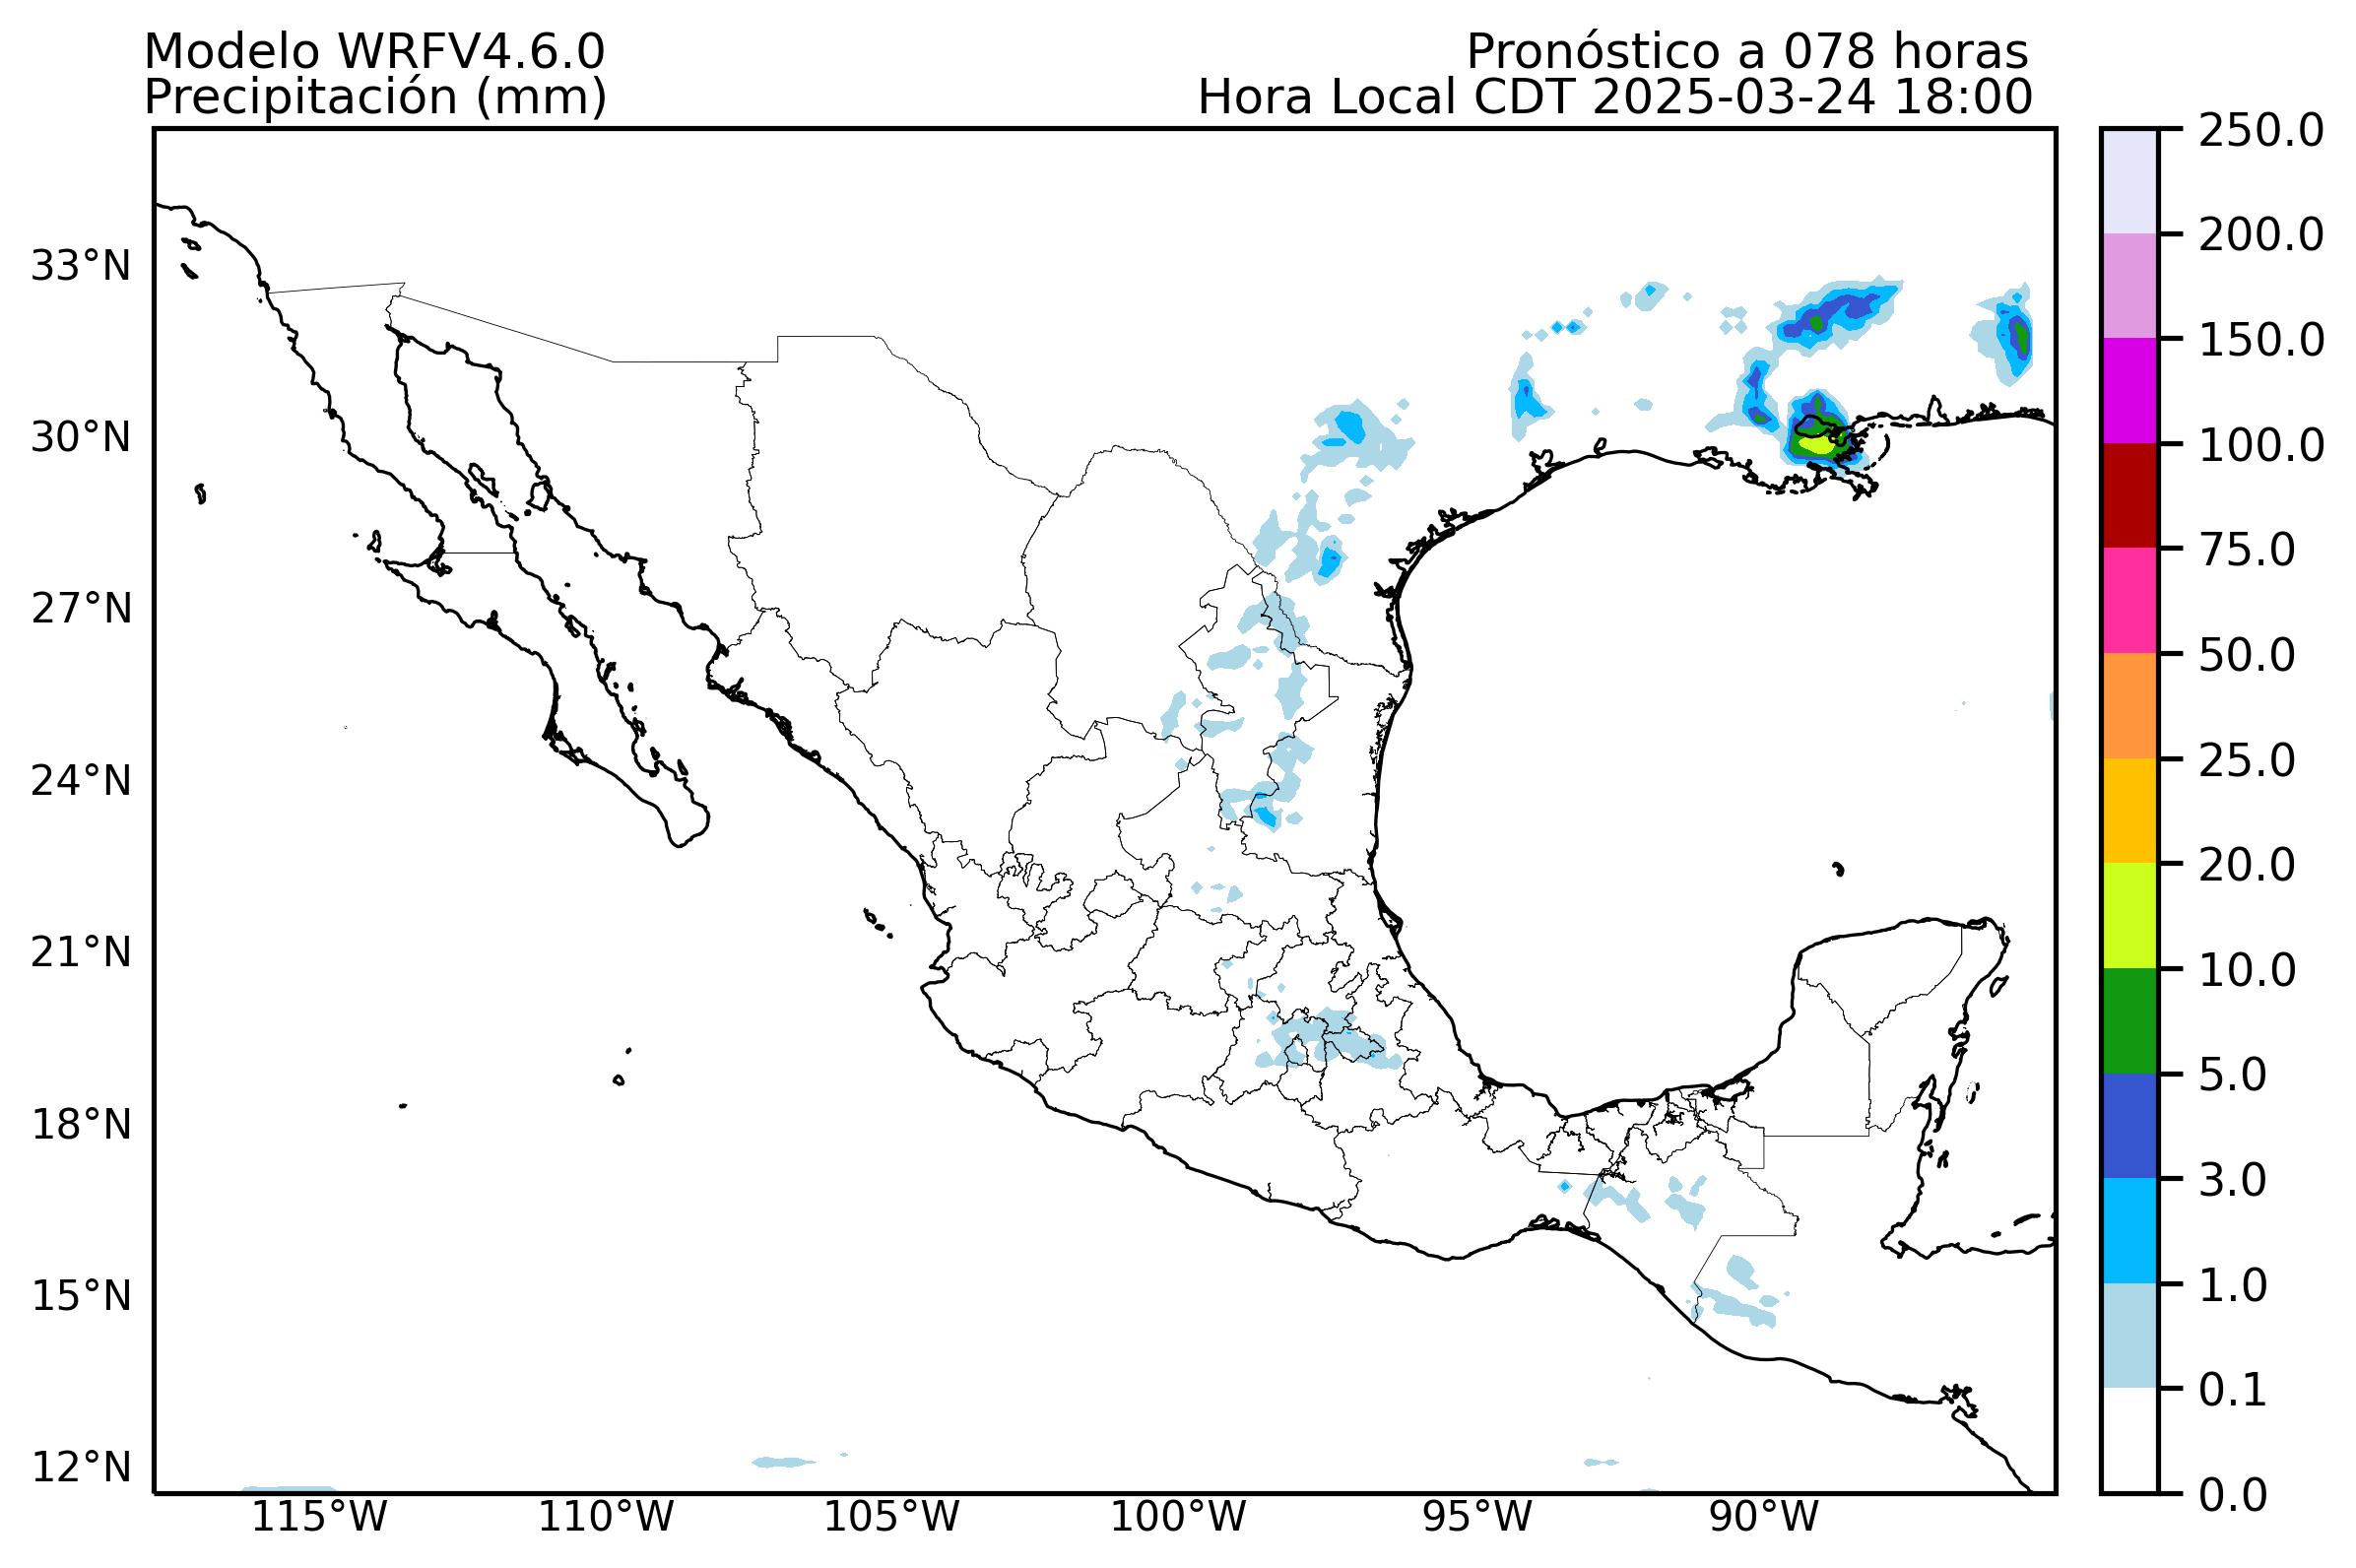 Modelo WRFV4.6.0
Pronóstico a 078 horas
Precipitación (mm)
Hora Local CDT 2025-03-24 18:00
33°N
30°N
27°N
24°N
21°N
18°N
15°N
12°N
115°W
110°W
105°W
100°W
95°W
90°W
250.0
200.0
150.0
100.0
75.0
50.0
25.0
20.0
10.0
5.0
3.0
1.0
0.1
0.0